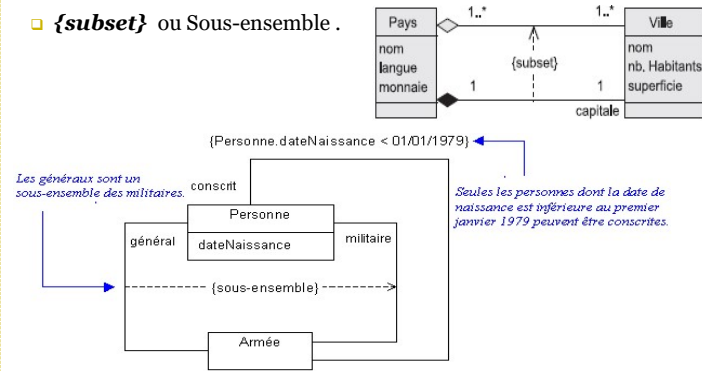 {subset} ou Sous-ensemble .
Pays
nom
langue
monnaie
1..*
1..*
{subset}
1
1
capitale
Ville
nom
nb. Habitants
superficie
{Personne.dateNaissance < 01/01/1979}
Les généraux sont un
sous-ensemble des militaires.
conscrit
Seules les personnes dont la date de
naissance est inférieure au premier
janvier 1979 peuvent être conscrites.
Personne
dateNaissance
général
militaire
{sous-ensemble}
Armée